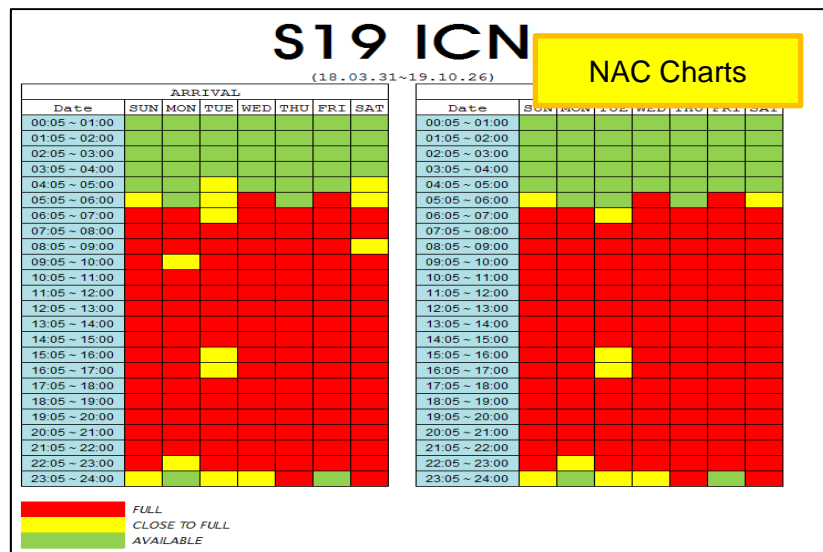 S19 ICN
NAC Charts
(18.03.31~19.10.26)
ARRIVAL
Date SUN MON TUE WED THU FRI SAT
00:05 ~ 01:00
01:05 ~ 02:00
02:05 ~ 03:00
03:05 ~ 04:00
04:05 ~ 05:00
05:05 ~ 06:00
06:05 ~ 07:00
07:05 ~ 08:00
08:05 ~ 09:00
09:05 ~ 10:00
10:05 ~ 11:00
11:05 ~ 12:00
12:05 ~ 13:00
13:05 ~ 14:00
14:05 ~ 15:00
15:05 ~ 16:00
16:05 ~ 17:00
17:05 ~ 18:00
18:05 ~ 19:00
19:05 ~ 20:00
20:05 ~ 21:00
21:05 ~ 22:00
22:05 ~ 23:00
23:05 ~ 24:00
Date SUN MON TUE WED THU FRI SAT
00:05 ~ 01:00
01:05 ~ 02:00
02:05 ~ 03:00
03:05 ~ 04:00
04:05 ~ 05:00
05:05 ~ 06:00
06:05 ~ 07:00
07:05 ~ 08:00
08:05 ~ 09:00
09:05 ~ 10:00
10:05 ~ 11:00
11:05 ~ 12:00
12:05 ~ 13:00
13:05 ~ 14:00
14:05 ~ 15:00
15:05 ~ 16:00
16:05 ~ 17:00
17:05 ~ 18:00
18:05 ~ 19:00
19:05 ~ 20:00
20:05 ~ 21:00
21:05 ~ 22:00
22:05 ~ 23:00
23:05 ~ 24:00
FULL
CLOSE TO FULL
AVAILABLE